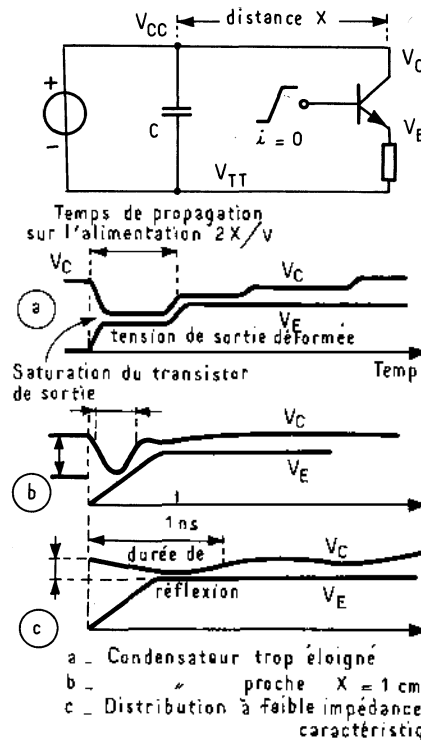 distance X
V_CC
V_C
+
-
C
i = 0
V_E
V_TT
Temps de propagation
sur l'alimentation 2X/v
V_C
V_C
a
V_E
tension de sortie déformée
Saturation du transistor
de sortie
Temp
V_C
V_E
b
1 ns
durée de
V_C
réflexion
V_E
c
a _ Condensateur trop éloigné
b _ " proche X = 1 cm
c _ Distribution à faible impédance
caractéristiq